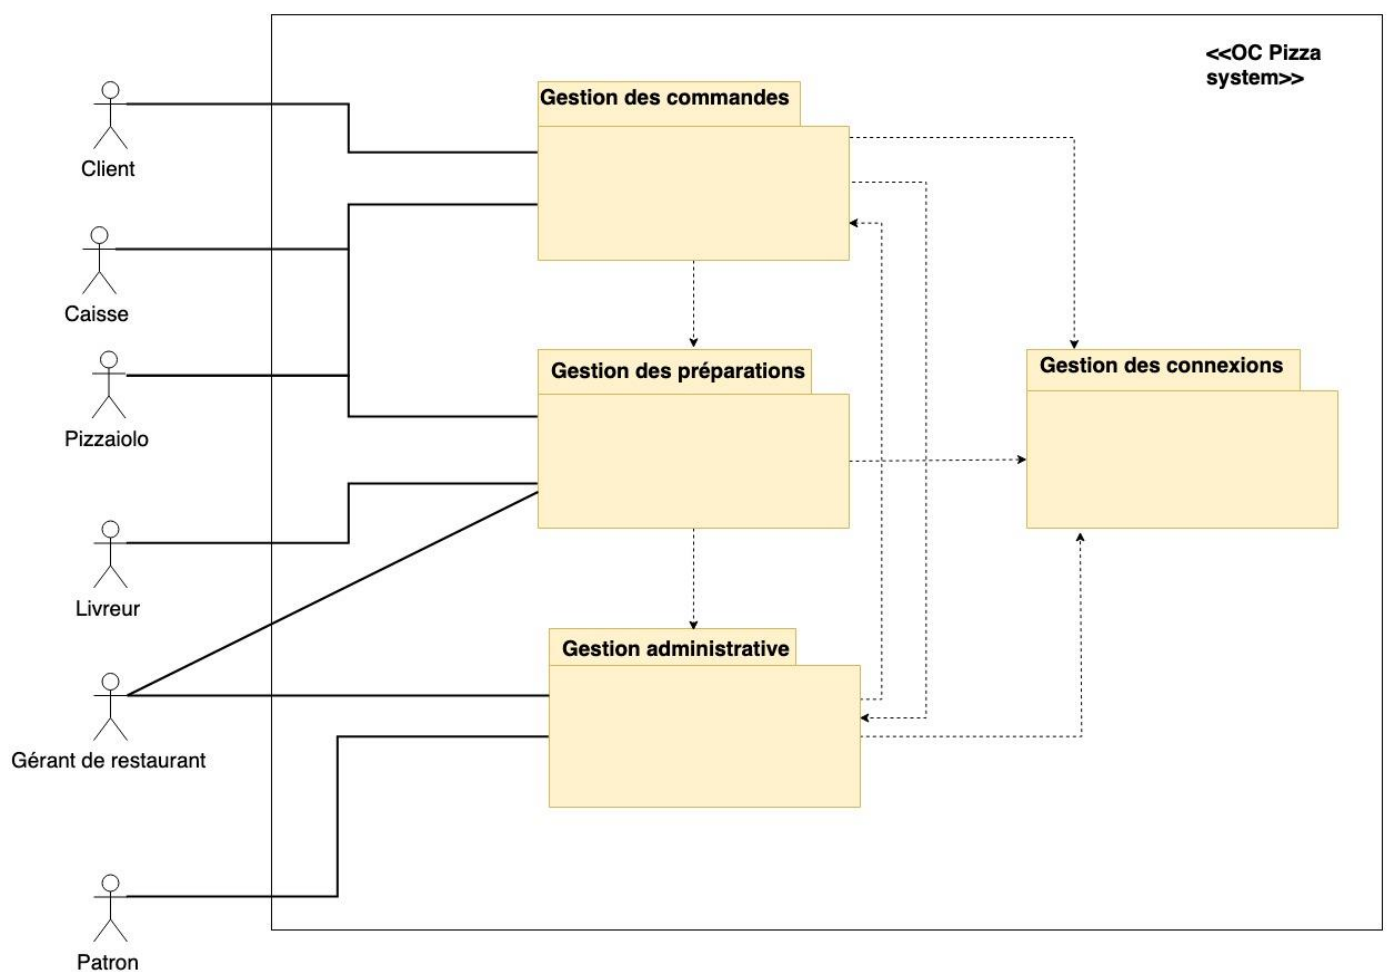 <<OC Pizza
system>>
Gestion des commandes
Client
Caisse
Gestion des préparations
Gestion des connexions
Pizzaiolo
Livreur
Gestion administrative
Gérant de restaurant
Patron